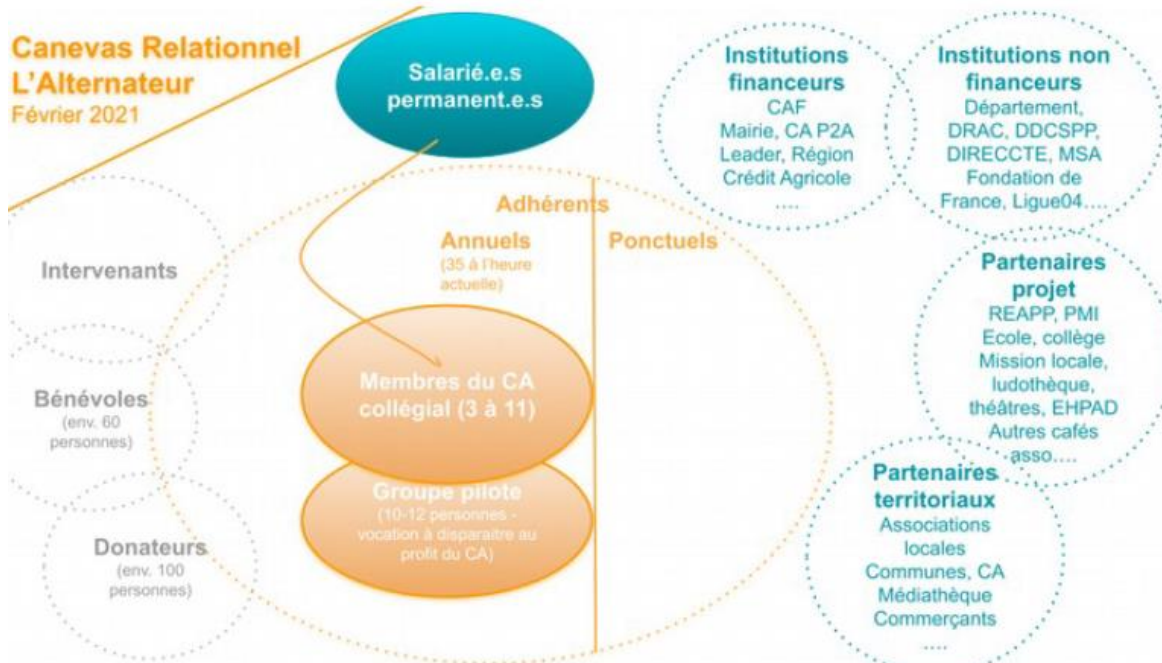 Canevas Relationnel
L'Alternateur
Février 2021
Salarié.e.s
permanent.e.s
Adhérents
Annuels
(35 à l'heure
actuelle)
Ponctuels
Membres du CA
collégial (3 à 11)
Groupe pilote
(10-12 personnes -
vocation à disparaitre au
profit du CA)
Intervenants
Bénévoles
(env. 60
personnes)
Donateurs
(env. 100
personnes)
Institutions
financeurs
CAF
Mairie, CA P2A
Leader, Région
Crédit Agricole
....
Institutions non
financeurs
Département,
DRAC, DDCSPP,
DIRECCTE, MSA
Fondation de
France, Ligue04....
Partenaires
projet
REAPP, PMI
Ecole, collège
Mission locale,
ludothèque,
théâtres, EHPAD
Autres cafés
asso....
Partenaires
territoriaux
Associations
locales
Communes, CA
Médiathèque
Commerçants
....